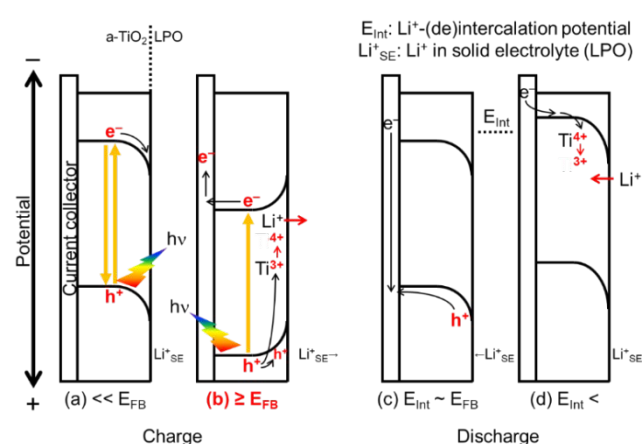 E_Int: Li⁺-(de)intercalation potential
Li⁺_SE: Li⁺ in solid electrolyte (LPO)
a-TiO₂ LPO
−
Potential
+
Current collector
e⁻
hν
h⁺
Li⁺_SE
(a) << E_FB
e⁻
e⁻
Li⁺
4+
Ti³⁺
hν
h⁺
h⁺
Li⁺_SE→
(b) ≥ E_FB
Charge
e⁻
E_Int
h⁺
←Li⁺_SE
(c) E_Int ~ E_FB
e⁻
Ti⁴⁺
3+
Li⁺
Li⁺_SE
(d) E_Int <
Discharge